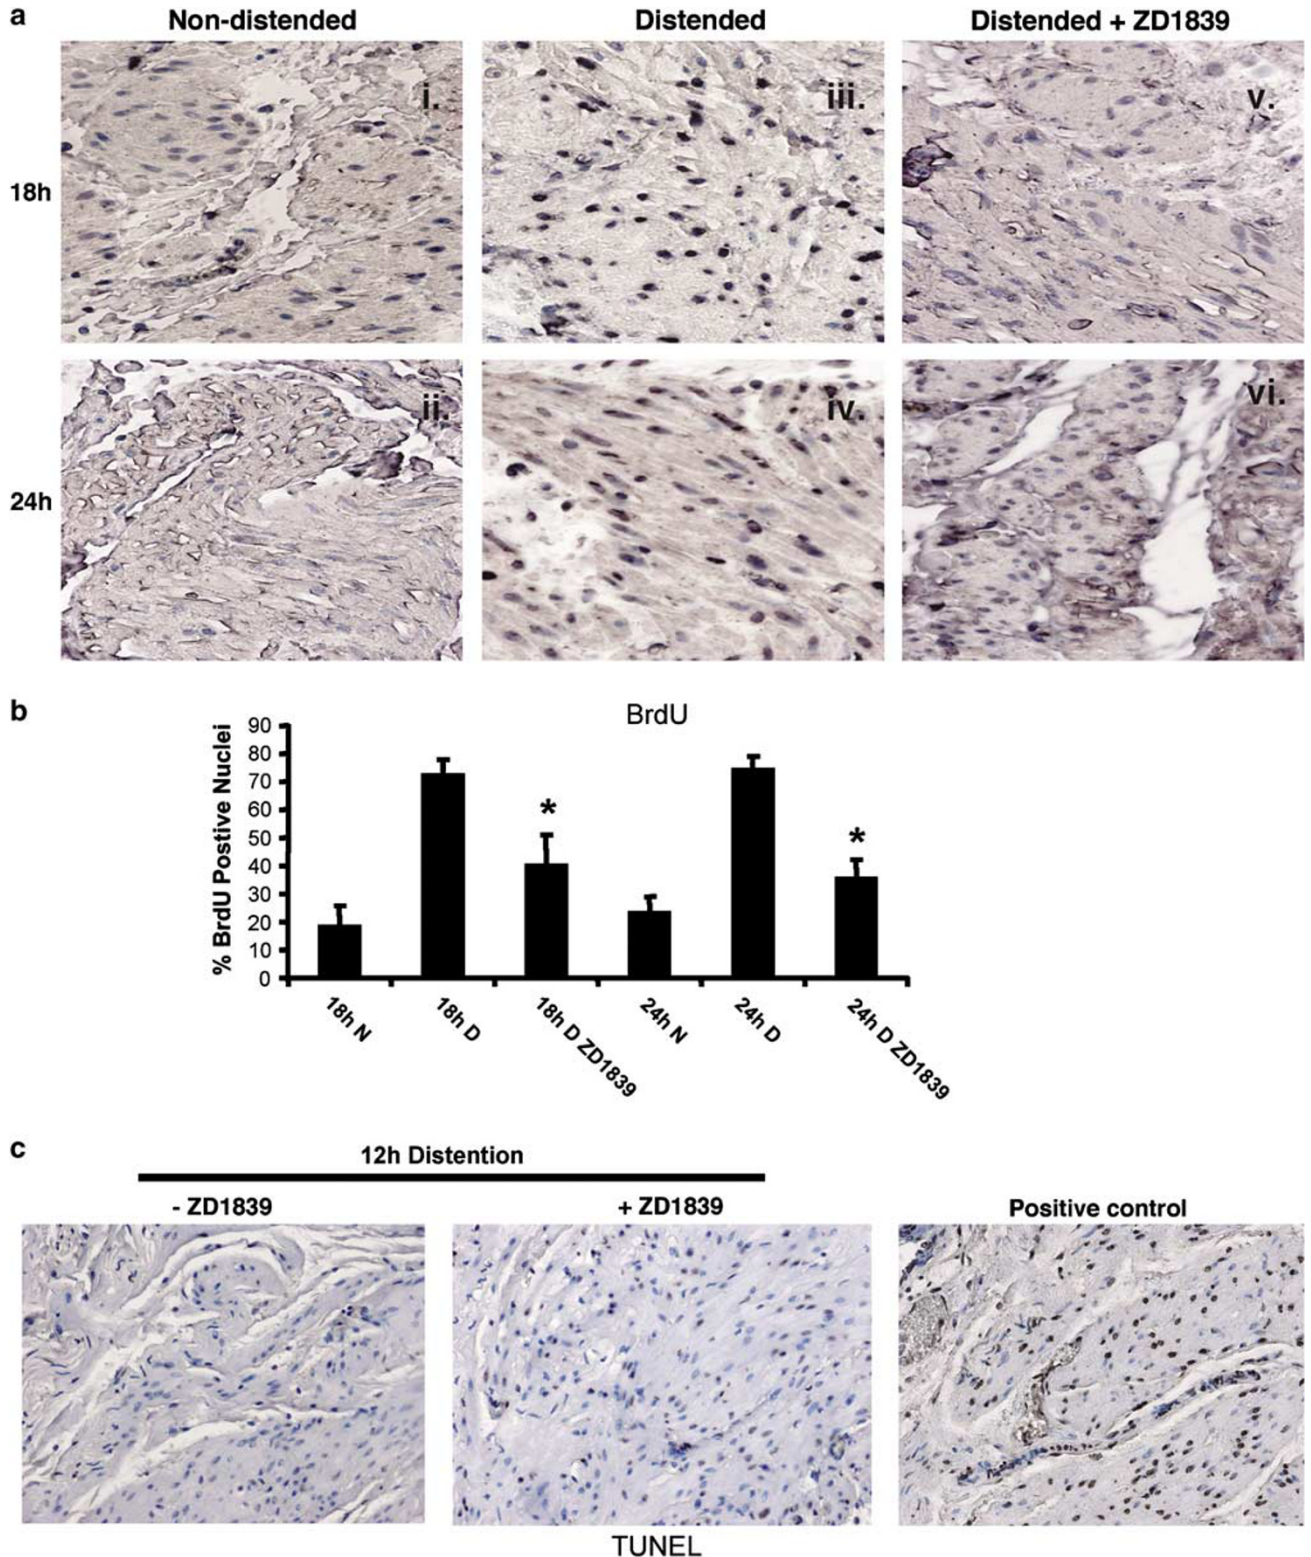 a
Non-distended
Distended
Distended + ZD1839
18h
i.
iii.
v.
24h
ii.
iv.
vi.
b
BrdU
% BrdU Postive Nuclei
90
80
70
60
50
40
30
20
10
0
*
*
18h N
18h D
18h D ZD1839
24h N
24h D
24h D ZD1839
c
12h Distention
- ZD1839
+ ZD1839
Positive control
TUNEL